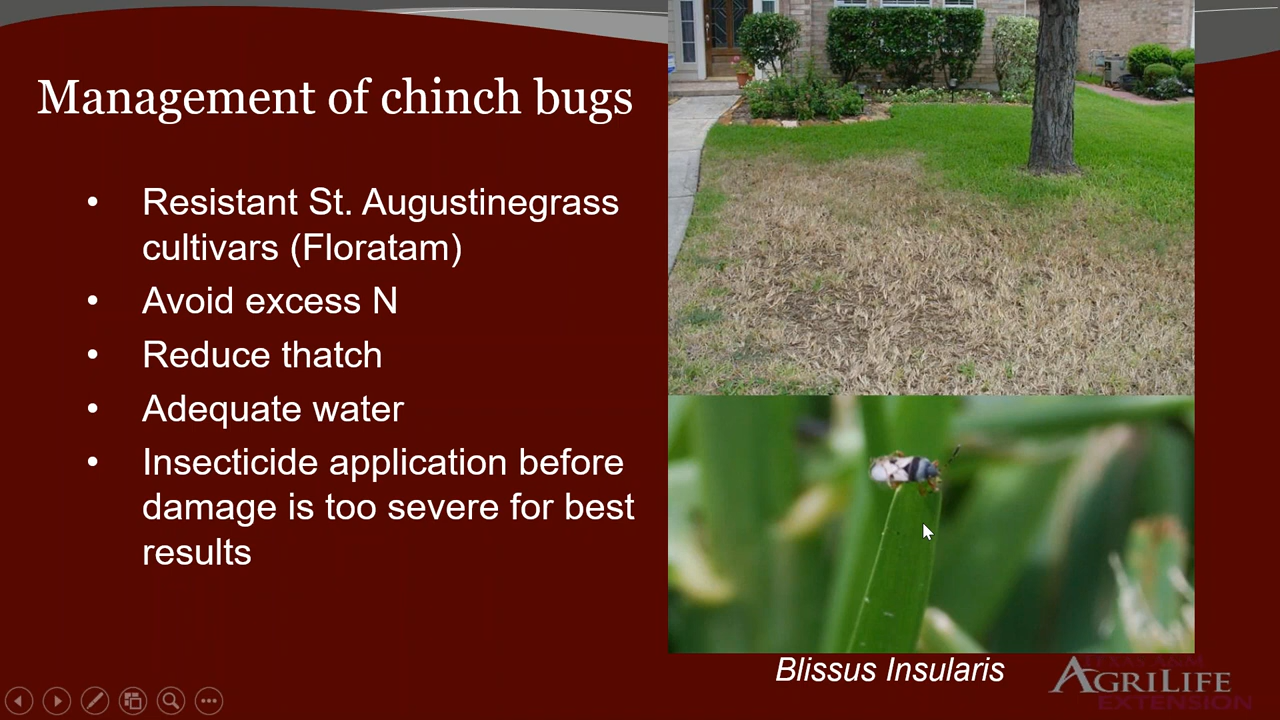 Management of chinch bugs
• Resistant St. Augustinegrass
cultivars (Floratam)
• Avoid excess N
• Reduce thatch
• Adequate water
• Insecticide application before
damage is too severe for best
results
Blissus Insularis
TEXAS A&M
AGRILIFE
EXTENSION